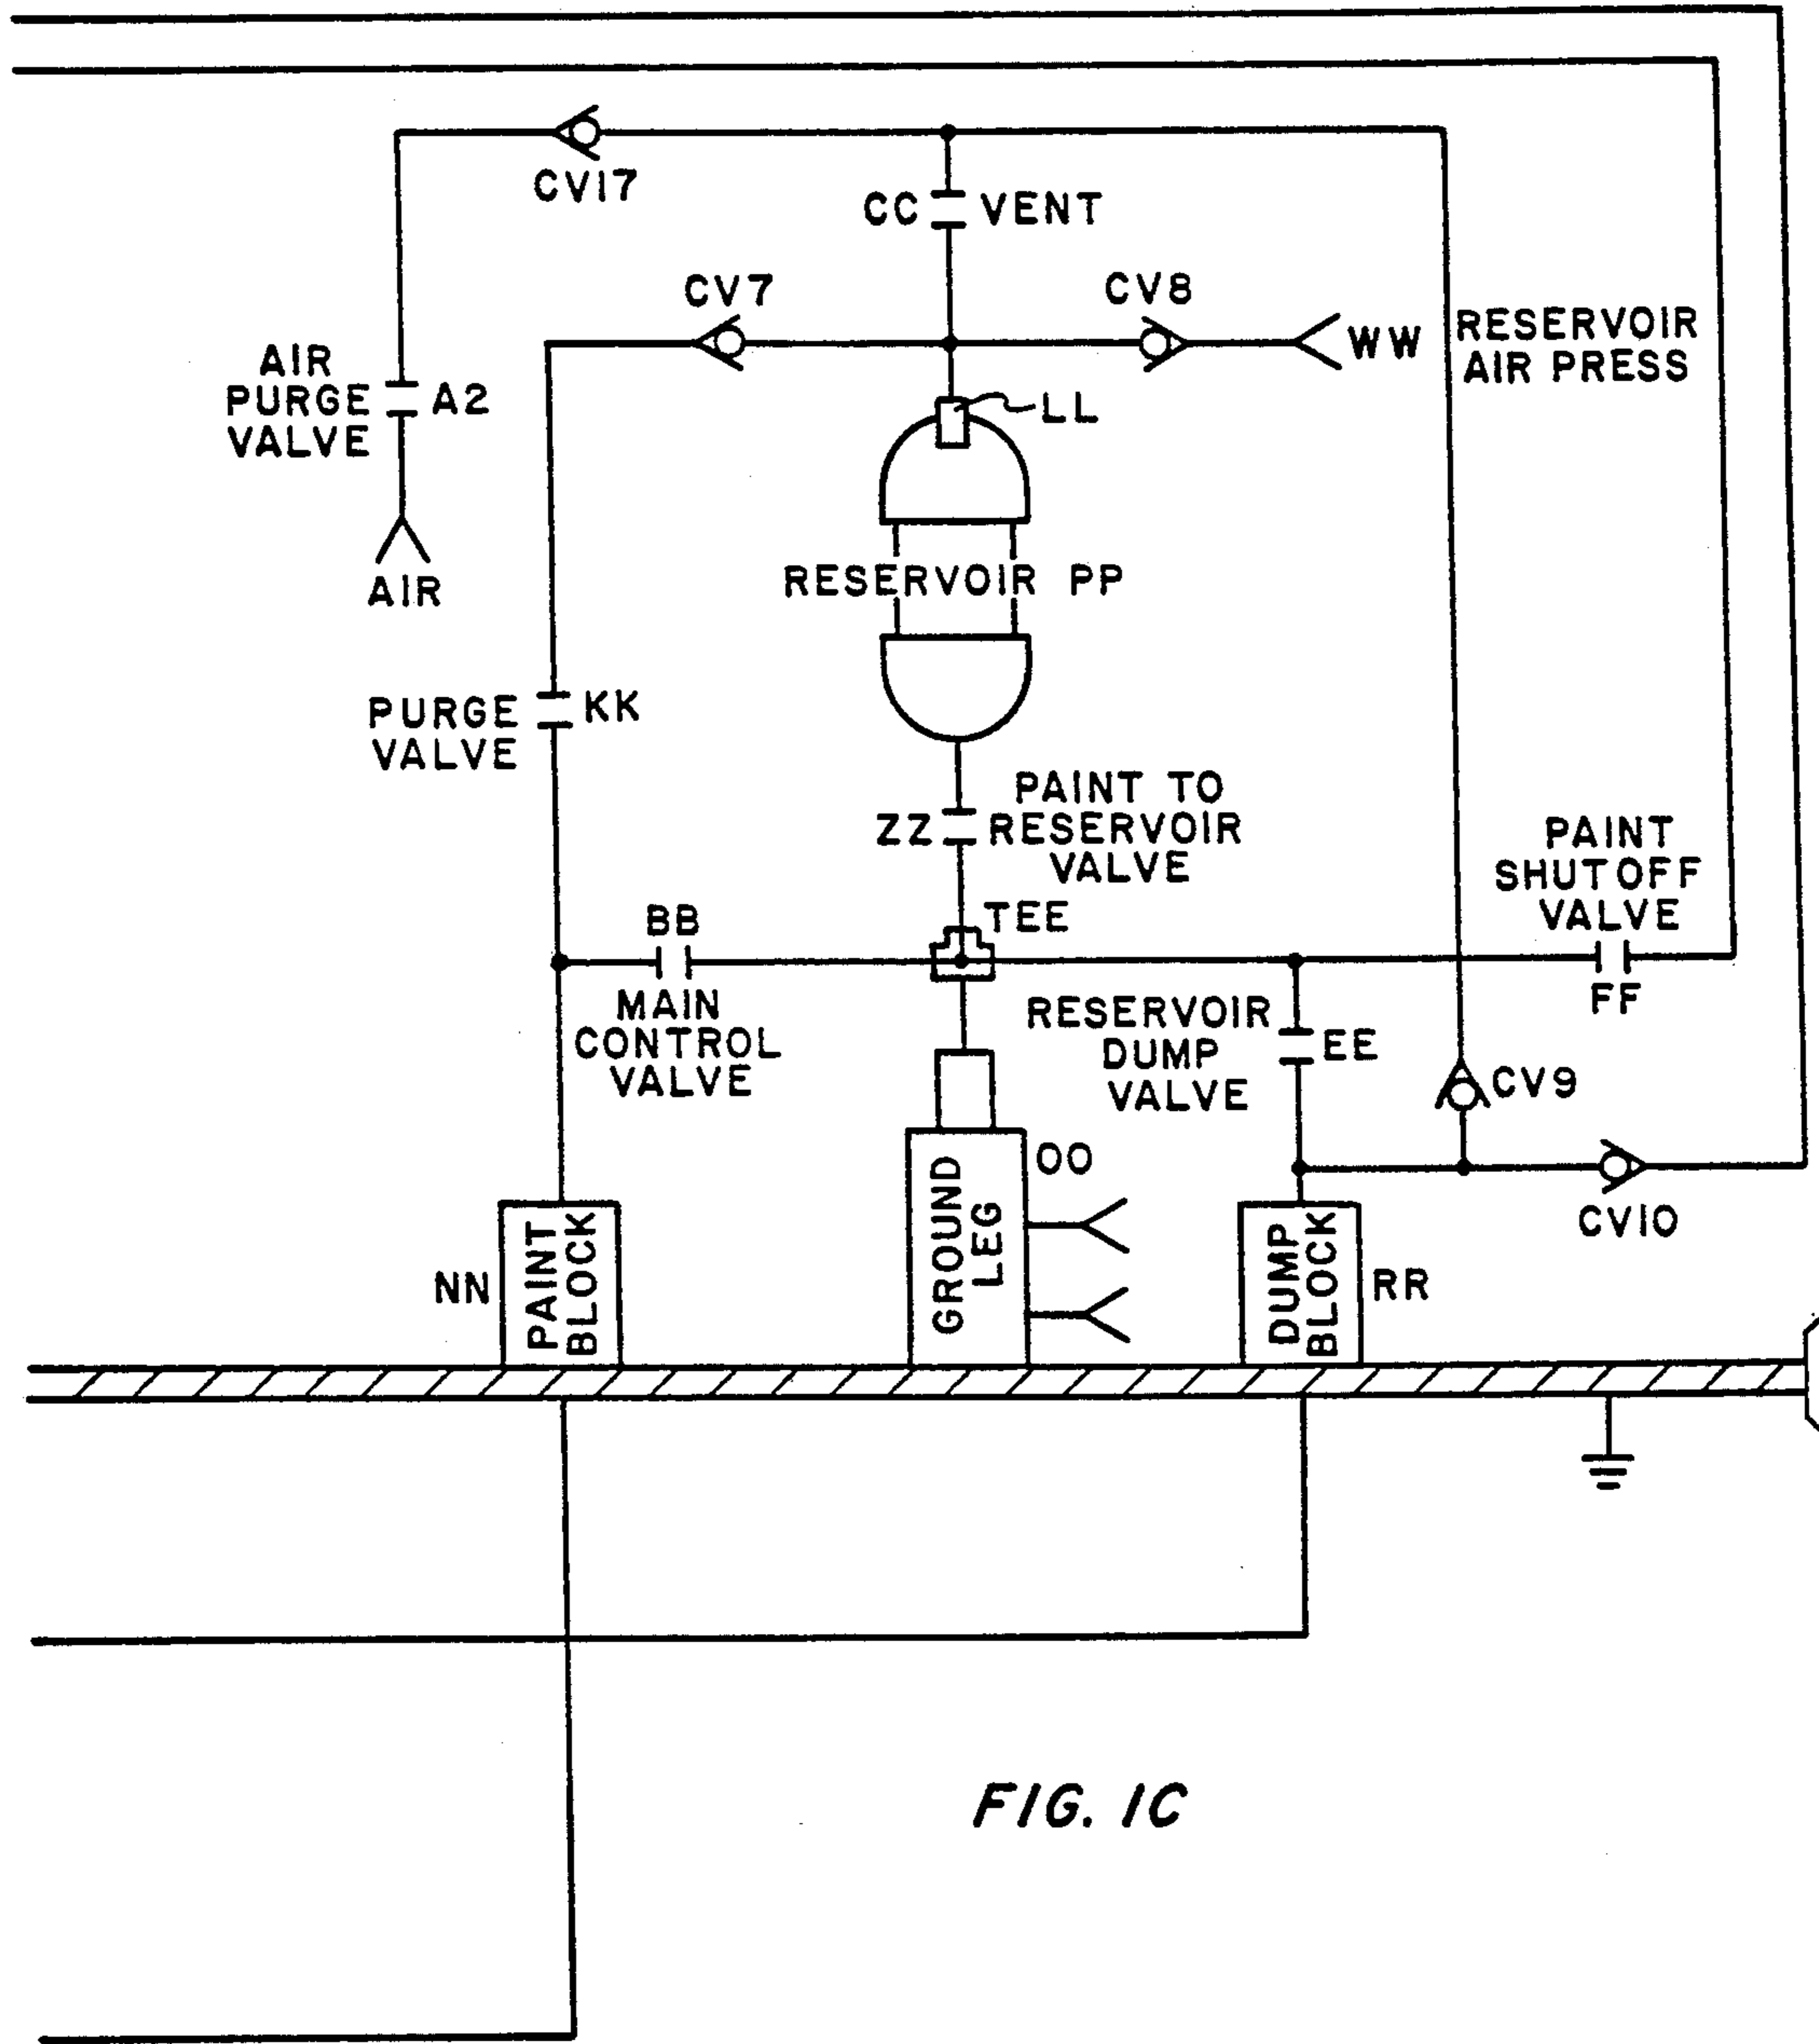 CV17
CC
VENT
CV7
CV8
WW
RESERVOIR
AIR PRESS
AIR
PURGE
VALVE
A2
LL
AIR
RESERVOIR PP
PURGE
VALVE
KK
ZZ
PAINT TO
RESERVOIR
VALVE
PAINT
SHUTOFF
VALVE
BB
TEE
MAIN
CONTROL
VALVE
FF
RESERVOIR
DUMP
VALVE
EE
CV9
OO
CV10
NN
PAINT
BLOCK
GROUND
LEG
DUMP
BLOCK
RR
FIG. 1C